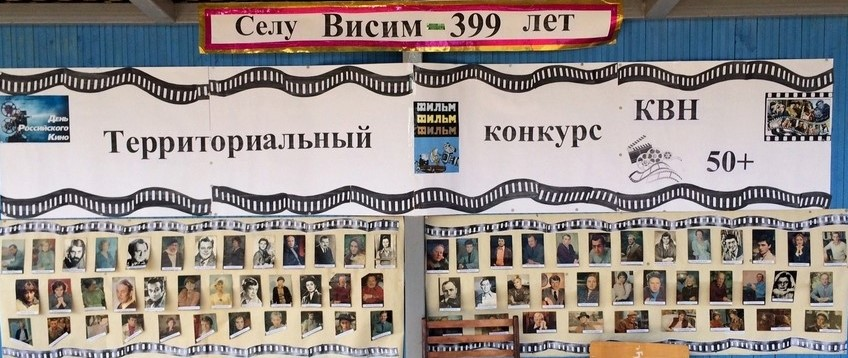 Селу Висим - 399 лет
День
Российского
Кино
Территориальный
ФИЛЬМ
ФИЛЬМ
ФИЛЬМ
конкурс
КВН
50+